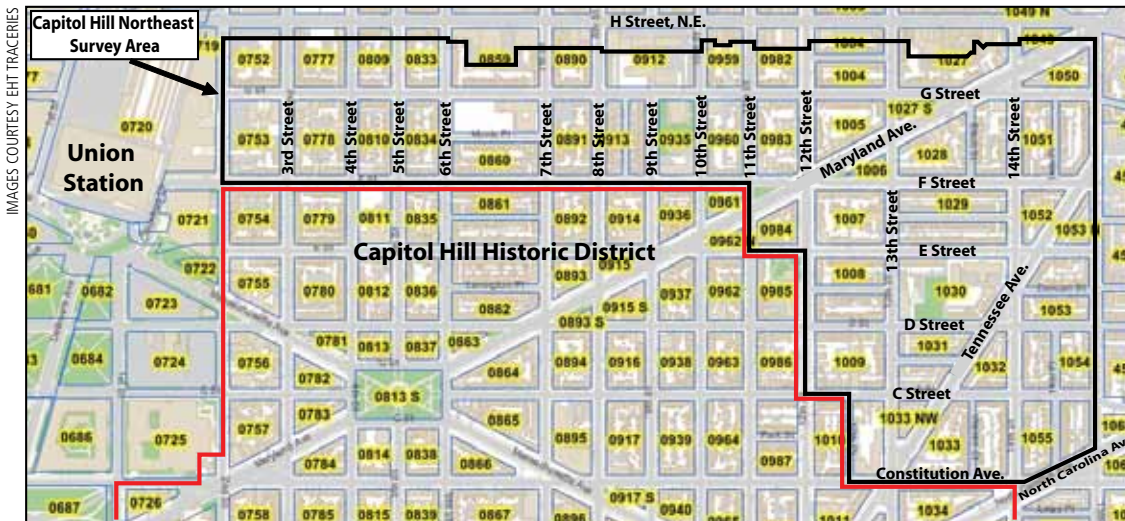 IMAGES COURTESY EHT TRACERIES
Capitol Hill Northeast
Survey Area
H Street, N.E.
1049 N
0752
0777
0809
0833
0859
0890
0912
0959
0982
1004
1027
1049
1050
1004
G Street
1027 S
0720
Union
Station
3rd Street
4th Street
5th Street
6th Street
7th Street
8th Street
9th Street
10th Street
11th Street
12th Street
13th Street
14th Street
Maryland Ave.
0753
0778
0810
0834
0860
0891
0913
0935
0960
0983
1005
1006
1028
1051
F Street
0721
0754
0779
0811
0835
0861
0892
0914
0936
0961
0962 N
0984
1007
1029
1052
1053 N
Capitol Hill Historic District
E Street
0722
0681
0682
0723
0755
0780
0812
0836
0862
0893
0915
0915 S
0893 S
0937
0962
0985
1008
1030
1053
D Street
Tennessee Ave.
0684
0724
0756
0781
0813
0837
0863
0864
0894
0916
0938
0963
0986
1009
1031
1032
1054
0782
0813 S
C Street
0783
0865
1033 NW
0686
0725
0757
0784
0814
0838
0866
0895
0917
0939
0964
0987
1010
1033
1055
Constitution Ave.
North Carolina Av
0687
0726
0758
0785
0815
0839
0867
0896
0917 S
0940
0965
1011
1034